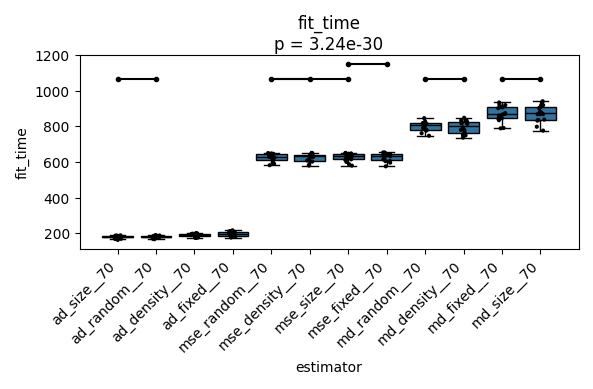 fit_time
p = 3.24e-30
1200
1000
800
600
400
200
fit_time
ad_size__70
ad_random__70
ad_density__70
ad_fixed__70
mse_random__70
mse_density__70
mse_size__70
mse_fixed__70
md_random__70
md_density__70
md_fixed__70
md_size__70
estimator